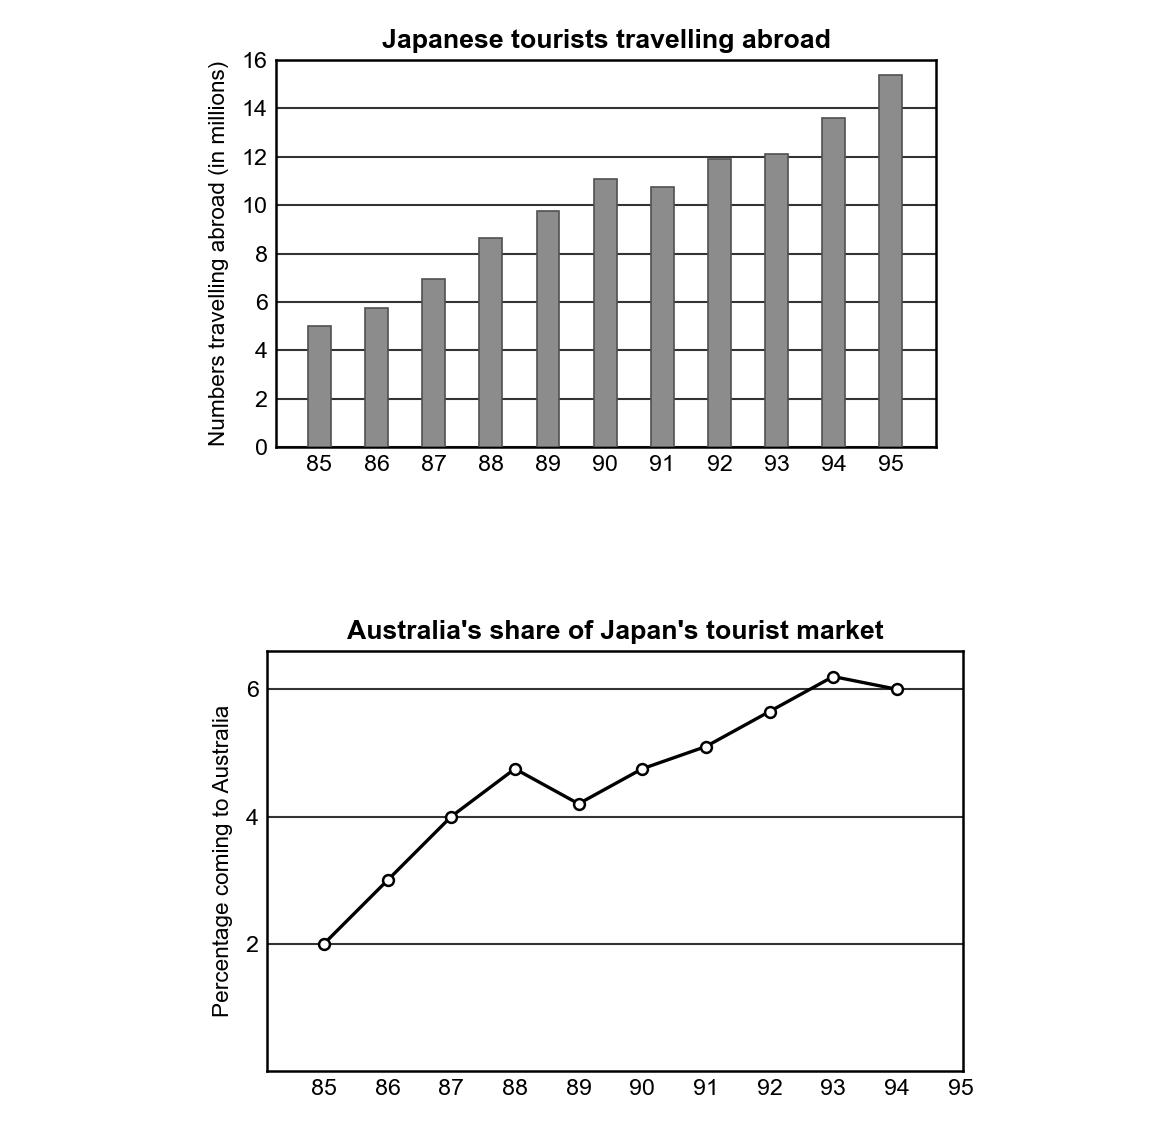 Japanese tourists travelling abroad
Numbers travelling abroad (in millions)
16
14
12
10
8
6
4
2
0
85 86 87 88 89 90 91 92 93 94 95
Australia's share of Japan's tourist market
Percentage coming to Australia
6
4
2
85 86 87 88 89 90 91 92 93 94 95